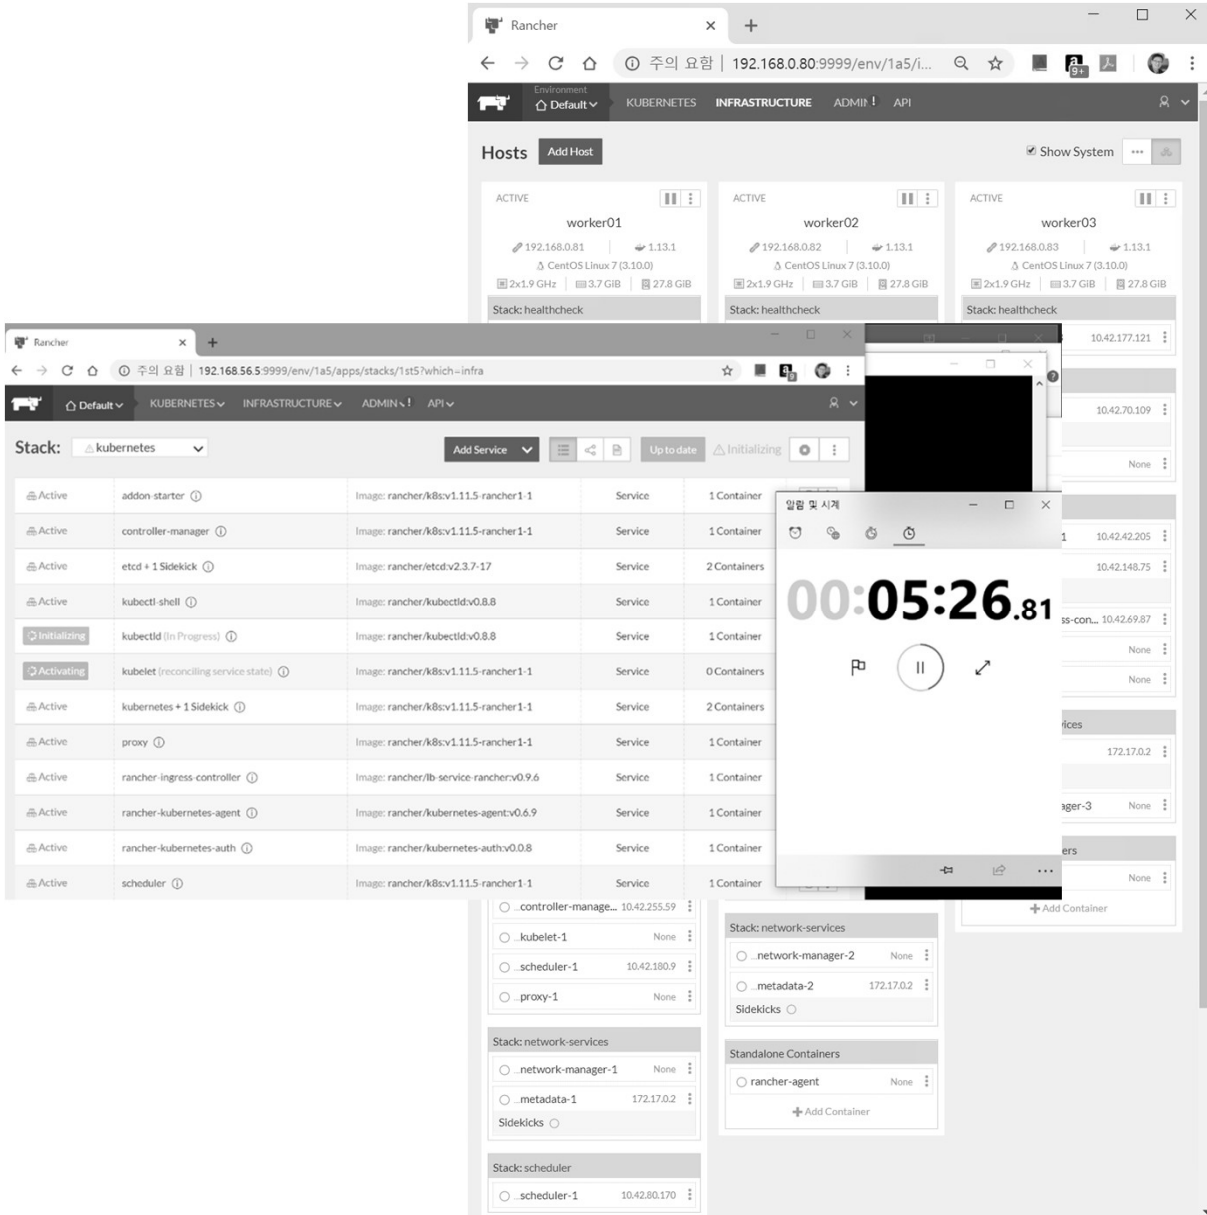 Rancher
주의 요함 | 192.168.0.80:9999/env/1a5/i...
9+
Environment
Default
KUBERNETES INFRASTRUCTURE ADMIN ! API
Hosts Add Host Show System
ACTIVE
worker01
192.168.0.81 1.13.1
CentOS Linux 7 (3.10.0)
2x1.9 GHz 3.7 GiB 27.8 GiB
Stack: healthcheck
ACTIVE
worker02
192.168.0.82 1.13.1
CentOS Linux 7 (3.10.0)
2x1.9 GHz 3.7 GiB 27.8 GiB
Stack: healthcheck
ACTIVE
worker03
192.168.0.83 1.13.1
CentOS Linux 7 (3.10.0)
2x1.9 GHz 3.7 GiB 27.8 GiB
Stack: healthcheck
10.42.177.121
10.42.70.109
None
1 10.42.42.205
10.42.148.75
ss-con... 10.42.69.87
None
None
ices
172.17.0.2
ager-3 None
ers
None
+ Add Container
Rancher
주의 요함 | 192.168.56.5:9999/env/1a5/apps/stacks/1st5?which=infra
Default KUBERNETES INFRASTRUCTURE ADMIN ! API
Stack: kubernetes Add Service Up to date Initializing
Active addon-starter Image: rancher/k8s:v1.11.5-rancher1-1 Service 1 Container
Active controller-manager Image: rancher/k8s:v1.11.5-rancher1-1 Service 1 Container
Active etcd + 1 Sidekick Image: rancher/etcd:v2.3.7-17 Service 2 Containers
Active kubectl-shell Image: rancher/kubectld:v0.8.8 Service 1 Container
Initializing kubectld (In Progress) Image: rancher/kubectld:v0.8.8 Service 1 Container
Activating kubelet (reconciling service state) Image: rancher/k8s:v1.11.5-rancher1-1 Service 0 Containers
Active kubernetes + 1 Sidekick Image: rancher/k8s:v1.11.5-rancher1-1 Service 2 Containers
Active proxy Image: rancher/k8s:v1.11.5-rancher1-1 Service 1 Container
Active rancher-ingress-controller Image: rancher/lb-service-rancher:v0.9.6 Service 1 Container
Active rancher-kubernetes-agent Image: rancher/kubernetes-agent:v0.6.9 Service 1 Container
Active rancher-kubernetes-auth Image: rancher/kubernetes-auth:v0.0.8 Service 1 Container
Active scheduler Image: rancher/k8s:v1.11.5-rancher1-1 Service 1 Container
알람 및 시계
00:05:26.81
...controller-manage... 10.42.255.59
...kubelet-1 None
...scheduler-1 10.42.180.9
...proxy-1 None
Stack: network-services
...network-manager-1 None
...metadata-1 172.17.0.2
Sidekicks
Stack: scheduler
...scheduler-1 10.42.80.170
Stack: network-services
...network-manager-2 None
...metadata-2 172.17.0.2
Sidekicks
Standalone Containers
rancher-agent None
+ Add Container